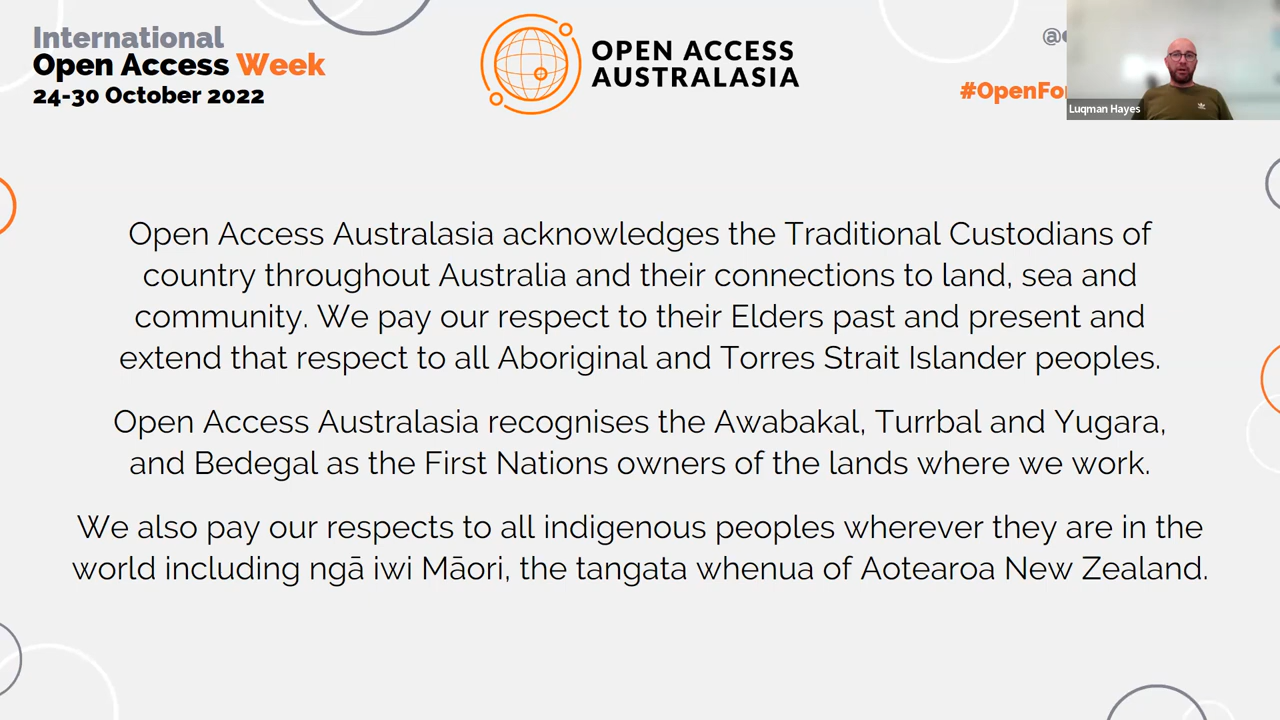 International
Open Access Week
24-30 October 2022
OPEN ACCESS
AUSTRALASIA
Luqman Hayes
Open Access Australasia acknowledges the Traditional Custodians of
country throughout Australia and their connections to land, sea and
community. We pay our respect to their Elders past and present and
extend that respect to all Aboriginal and Torres Strait Islander peoples.
Open Access Australasia recognises the Awabakal, Turrbal and Yugara,
and Bedegal as the First Nations owners of the lands where we work.
We also pay our respects to all indigenous peoples wherever they are in the
world including ngā iwi Māori, the tangata whenua of Aotearoa New Zealand.